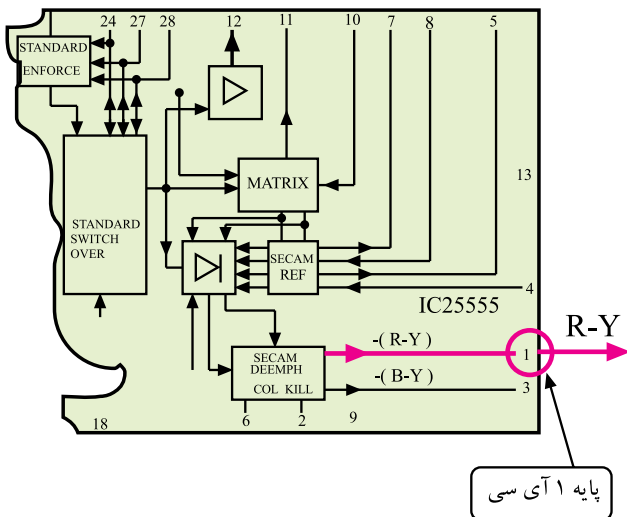 24 27 28 12 11 10 7 8 5
STANDARD
ENFORCE
MATRIX
13
STANDARD
SWITCH
OVER
SECAM
REF
4
IC25555
R-Y
-( R-Y )
1
SECAM
DEEMPH
COL KILL
-( B-Y )
3
18
6
2
9
پایه ۱ آی سی